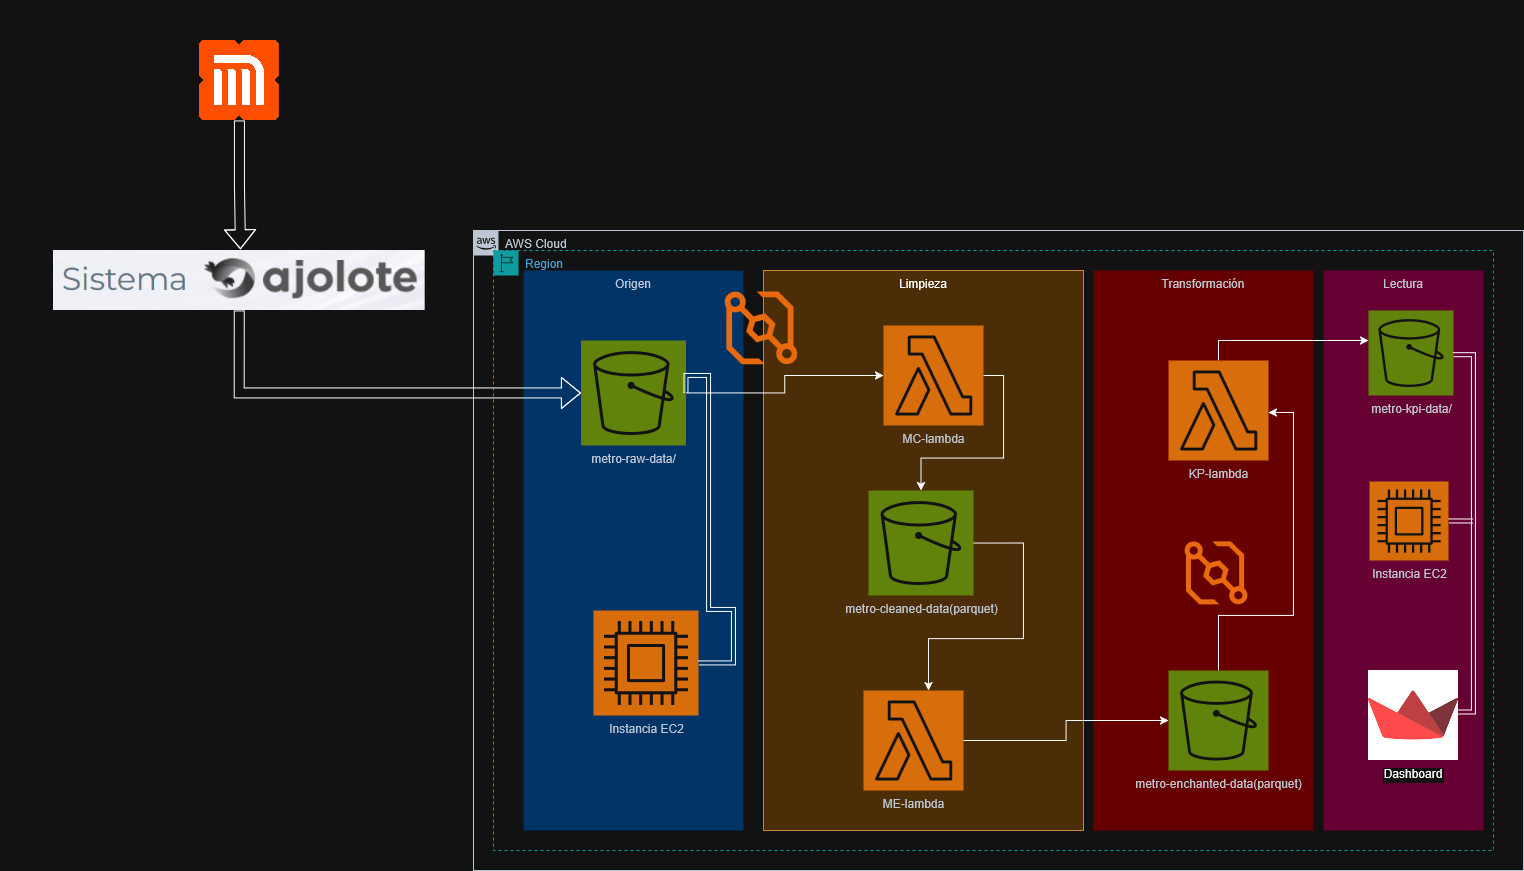 Sistema ajolote
aws
AWS Cloud
Region
Origen
metro-raw-data/
Instancia EC2
Limpieza
MC-lambda
metro-cleaned-data(parquet)
ME-lambda
Transformación
KP-lambda
metro-enchanted-data(parquet)
Lectura
metro-kpi-data/
Instancia EC2
Dashboard